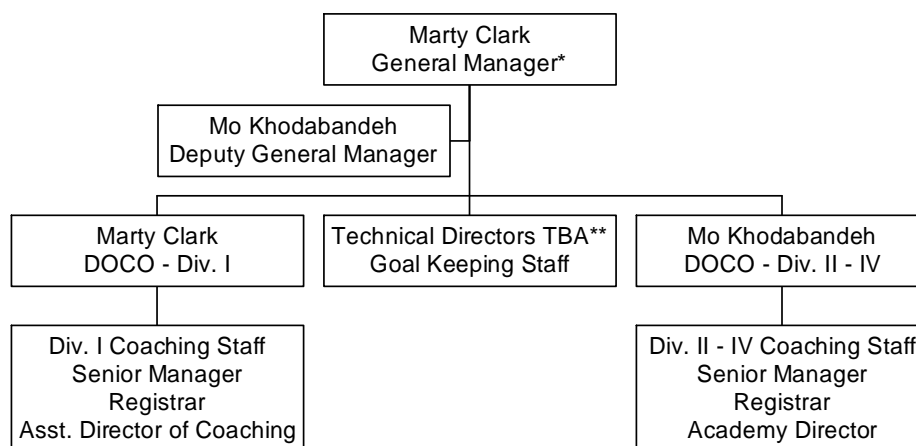 Marty Clark
General Manager*
Mo Khodabandeh
Deputy General Manager
Marty Clark
DOCO - Div. I
Technical Directors TBA**
Goal Keeping Staff
Mo Khodabandeh
DOCO - Div. II - IV
Div. I Coaching Staff
Senior Manager
Registrar
Asst. Director of Coaching
Div. II - IV Coaching Staff
Senior Manager
Registrar
Academy Director